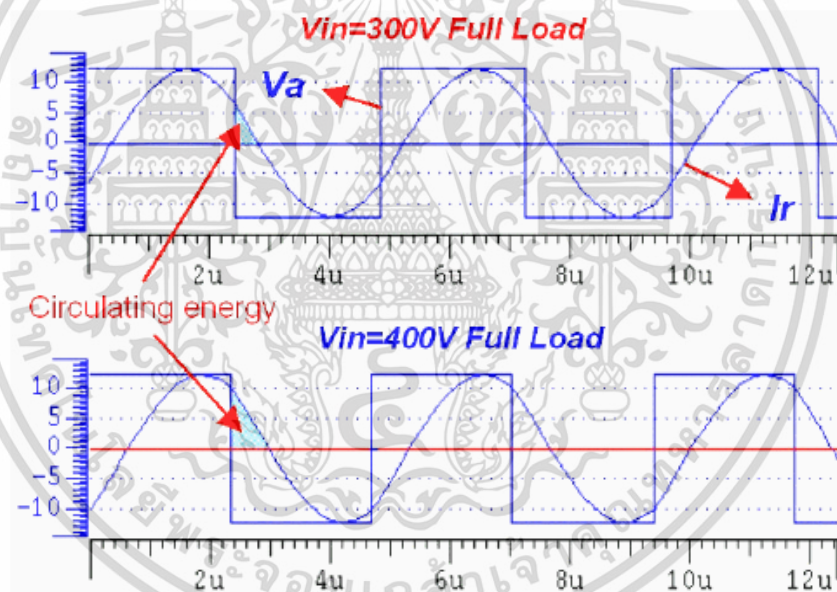 Vin=300V Full Load
Va
10
5
0
-5
-10
Ir
2u 4u 6u 8u 10u 12u
Circulating energy
Vin=400V Full Load
10
5
0
-5
-10
2u 4u 6u 8u 10u 12u